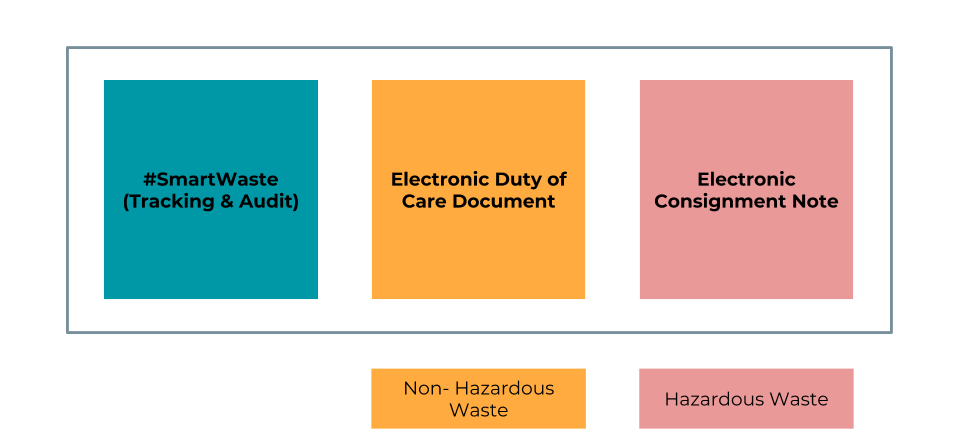 #SmartWaste
(Tracking & Audit)
Electronic Duty of
Care Document
Electronic
Consignment Note
Non- Hazardous
Waste
Hazardous Waste